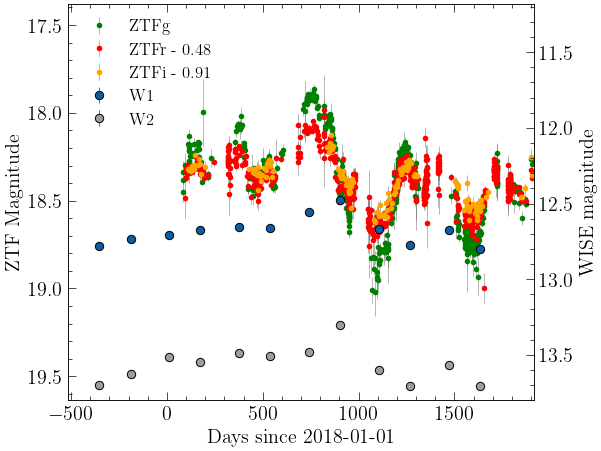 17.5
18.0
18.5
19.0
19.5
ZTF Magnitude
ZTFg
ZTFr - 0.48
ZTFi - 0.91
W1
W2
11.5
12.0
12.5
13.0
13.5
WISE magnitude
−500
0
500
1000
1500
Days since 2018-01-01